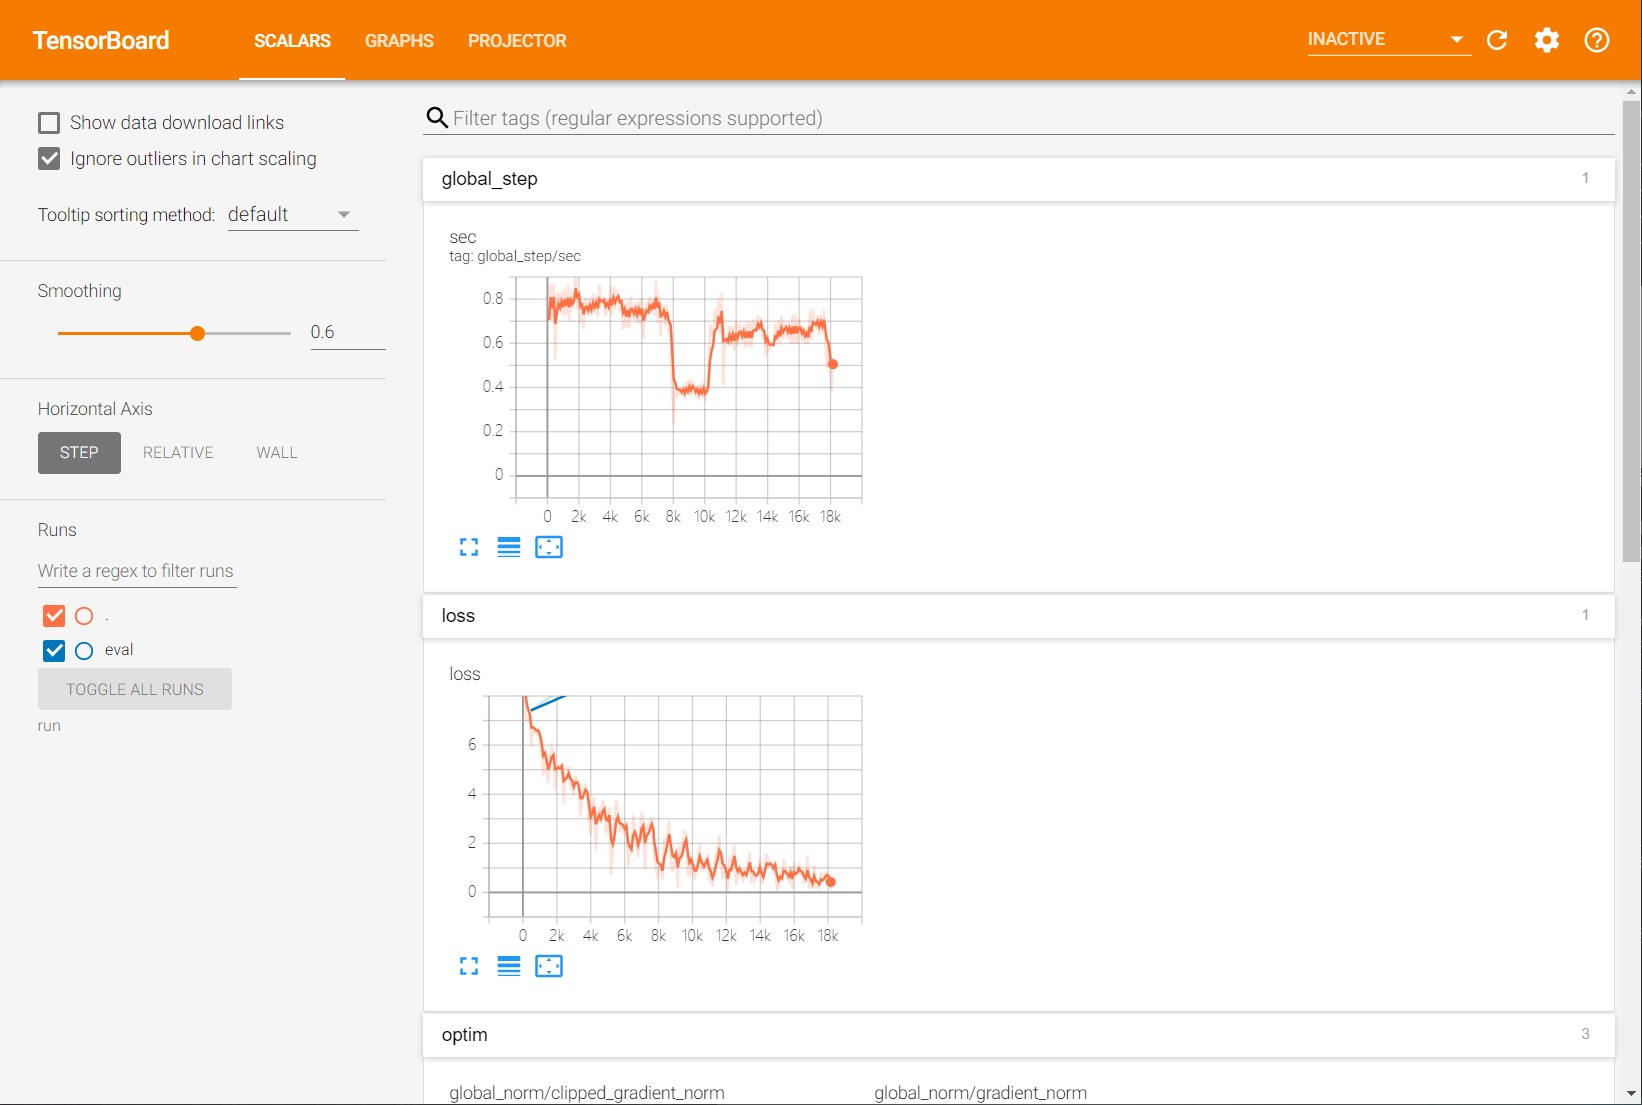 TensorBoard
SCALARS GRAPHS PROJECTOR INACTIVE
Show data download links
Ignore outliers in chart scaling
Tooltip sorting method: default
Smoothing
0.6
Horizontal Axis
STEP RELATIVE WALL
Runs
Write a regex to filter runs
.
eval
TOGGLE ALL RUNS
run
Filter tags (regular expressions supported)
global_step 1
sec
tag: global_step/sec
0.8
0.6
0.4
0.2
0
0 2k 4k 6k 8k 10k 12k 14k 16k 18k
loss 1
loss
6
4
2
0
0 2k 4k 6k 8k 10k 12k 14k 16k 18k
optim 3
global_norm/clipped_gradient_norm global_norm/gradient_norm